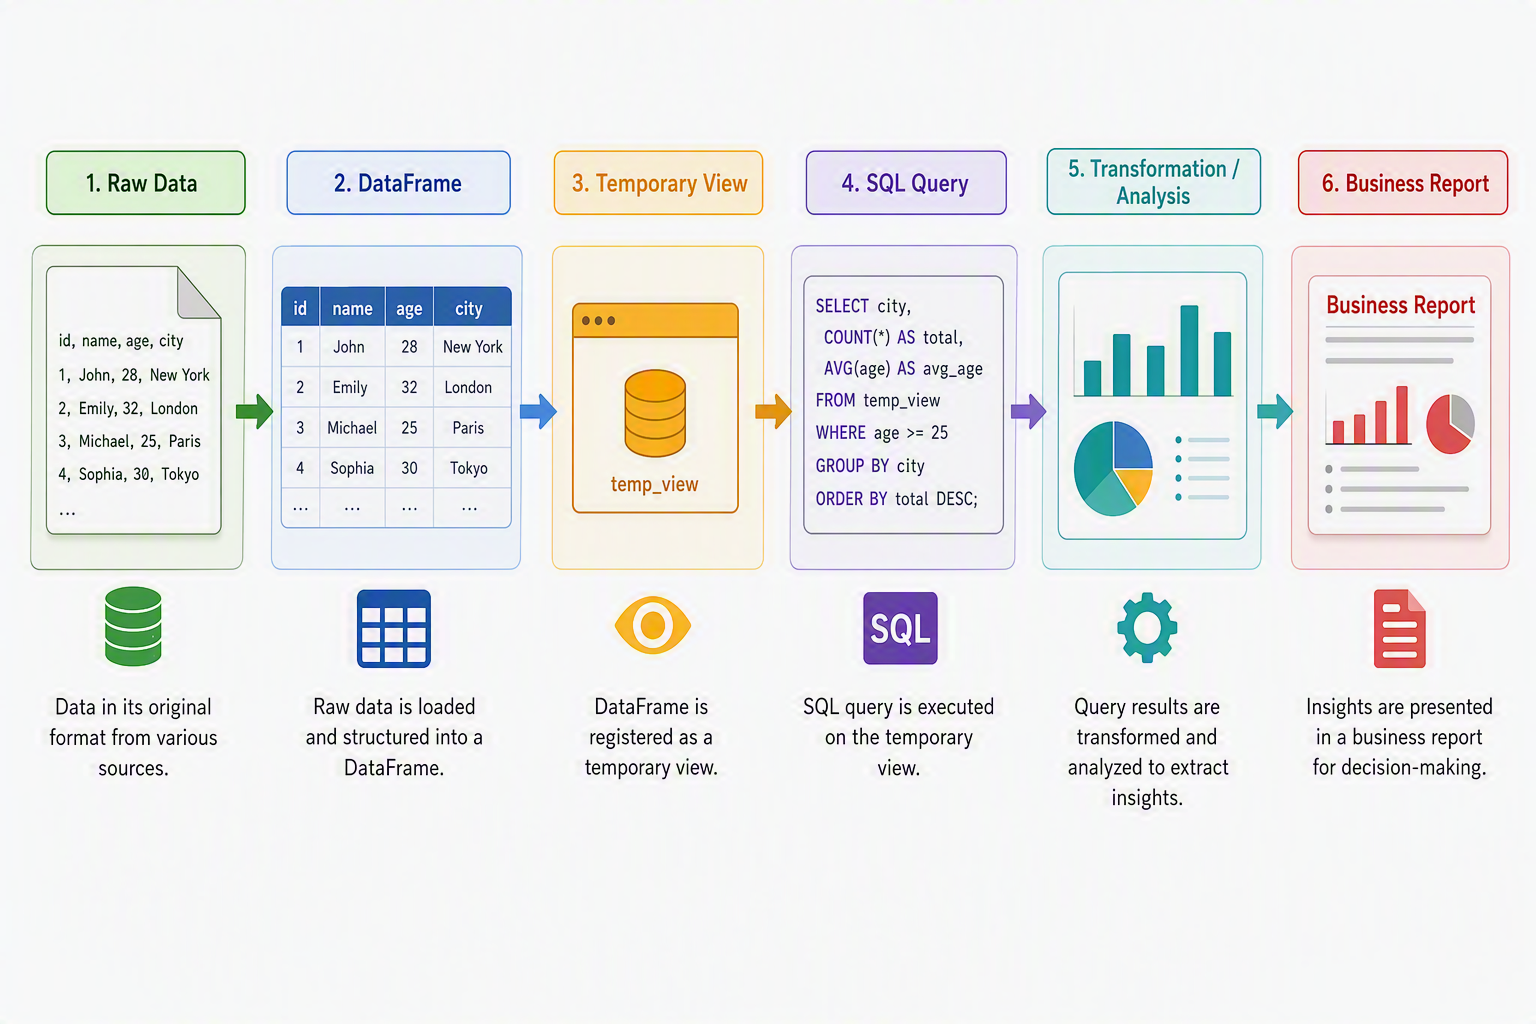 1. Raw Data
2. DataFrame
3. Temporary View
4. SQL Query
5. Transformation /
Analysis
6. Business Report
id, name, age, city
1, John, 28, New York
2, Emily, 32, London
3, Michael, 25, Paris
4, Sophia, 30, Tokyo
...
id name age city
1 John 28 New York
2 Emily 32 London
3 Michael 25 Paris
4 Sophia 30 Tokyo
... ... ... ...
temp_view
SELECT city,
COUNT(*) AS total,
AVG(age) AS avg_age
FROM temp_view
WHERE age >= 25
GROUP BY city
ORDER BY total DESC;
Business Report
SQL
Data in its original
format from various
sources.
Raw data is loaded
and structured into a
DataFrame.
DataFrame is
registered as a
temporary view.
SQL query is executed
on the temporary
view.
Query results are
transformed and
analyzed to extract
insights.
Insights are presented
in a business report
for decision-making.